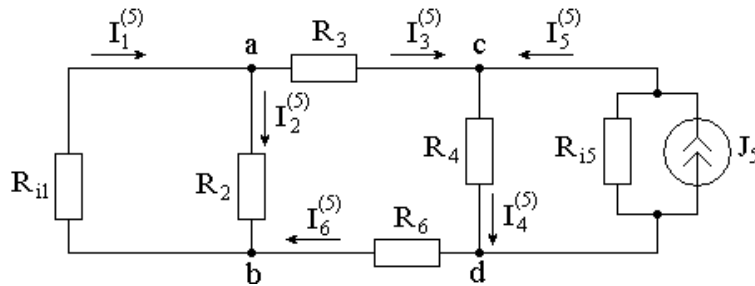 I₁⁽⁵⁾ a R₃ I₃⁽⁵⁾ c I₅⁽⁵⁾
I₂⁽⁵⁾
Rᵢ₁ R₂ R₄ Rᵢ₅ J₅
I₆⁽⁵⁾ R₆ I₄⁽⁵⁾
b d